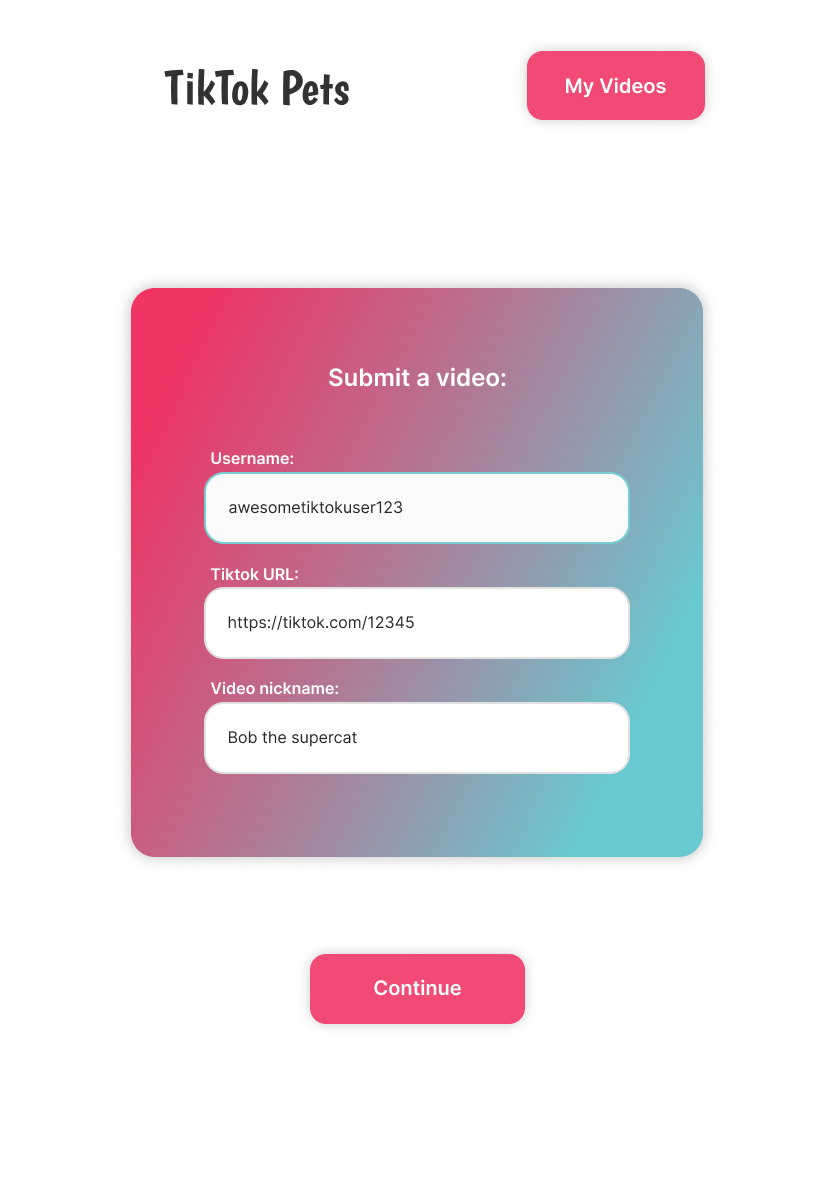 TikTok Pets
My Videos
Submit a video:
Username:
awesometiktokuser123
Tiktok URL:
https://tiktok.com/12345
Video nickname:
Bob the supercat
Continue